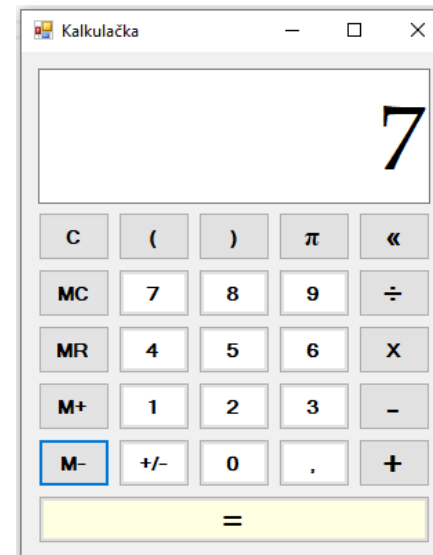 Kalkulačka
7
C ( ) π «
MC 7 8 9 ÷
MR 4 5 6 X
M+ 1 2 3 -
M- +/- 0 , +
=